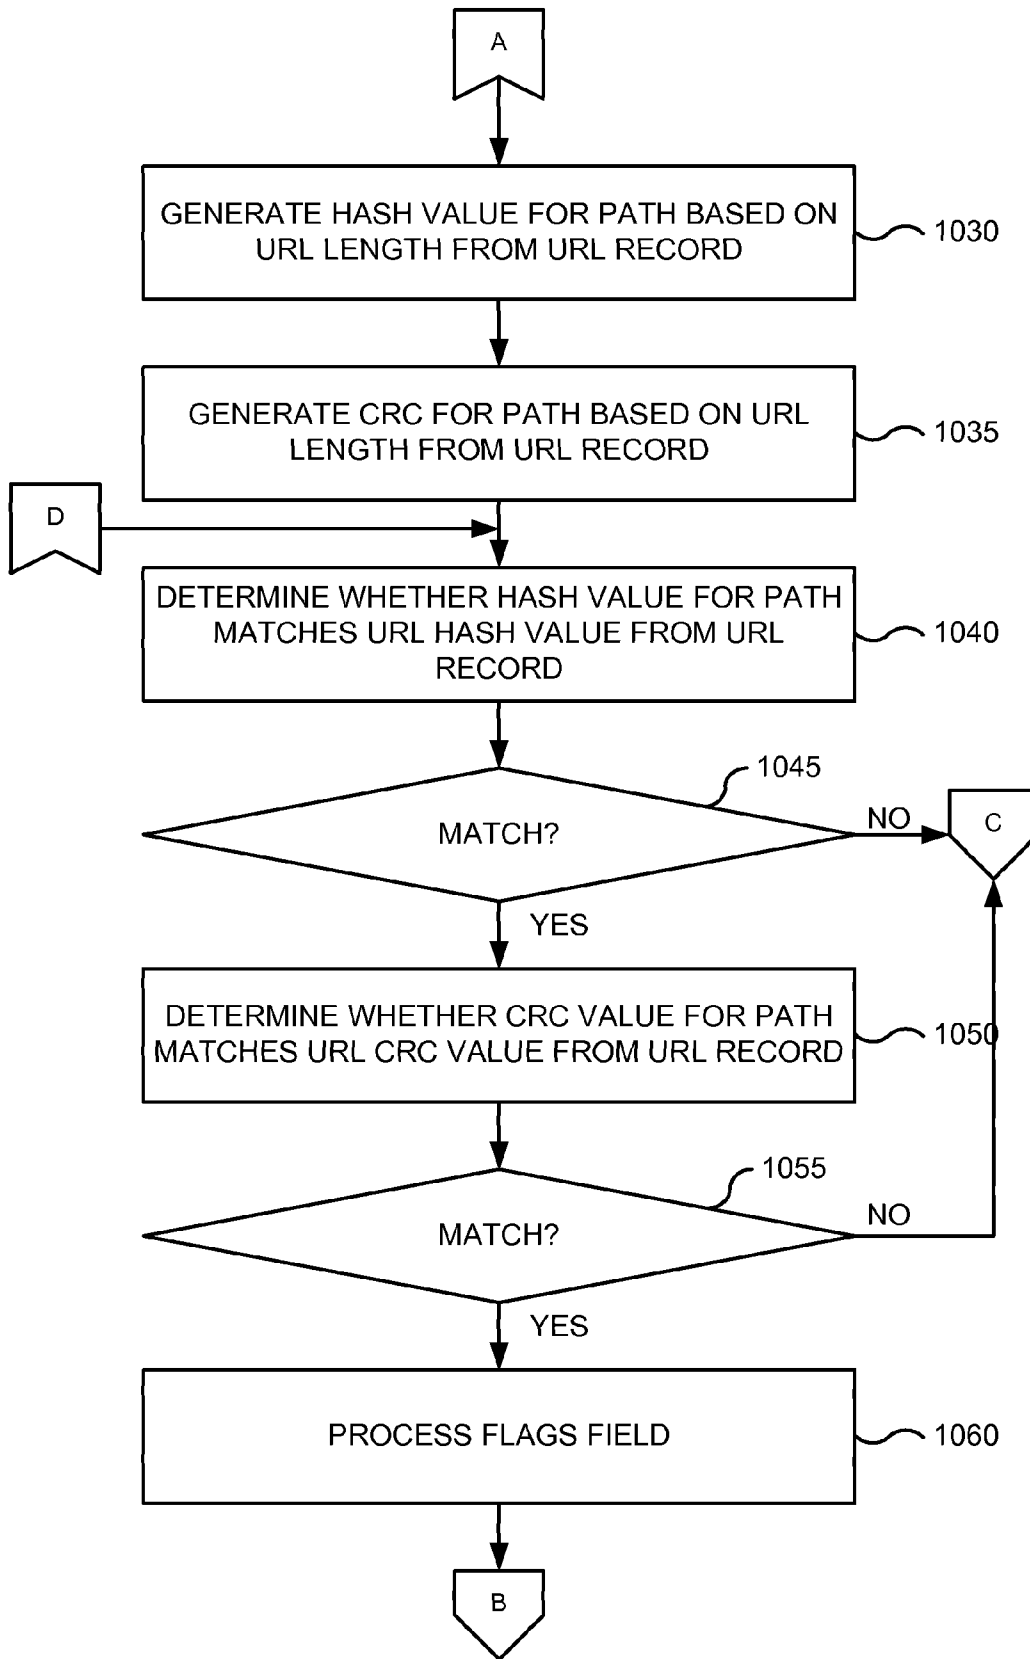 A
GENERATE HASH VALUE FOR PATH BASED ON
URL LENGTH FROM URL RECORD
1030
GENERATE CRC FOR PATH BASED ON URL
LENGTH FROM URL RECORD
1035
D
DETERMINE WHETHER HASH VALUE FOR PATH
MATCHES URL HASH VALUE FROM URL
RECORD
1040
1045
MATCH?
NO
C
YES
DETERMINE WHETHER CRC VALUE FOR PATH
MATCHES URL CRC VALUE FROM URL RECORD
1050
1055
MATCH?
NO
YES
PROCESS FLAGS FIELD
1060
B